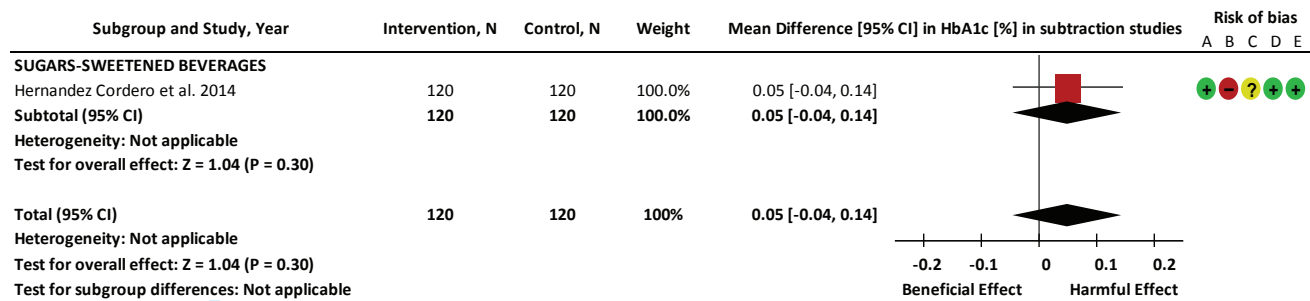 Subgroup and Study, Year Intervention, N Control, N Weight Mean Difference [95% CI] in HbA1c [%] in subtraction studies Risk of bias
A B C D E
SUGARS-SWEETENED BEVERAGES
Hernandez Cordero et al. 2014 120 120 100.0% 0.05 [-0.04, 0.14] + − ? + +
Subtotal (95% CI) 120 120 100.0% 0.05 [-0.04, 0.14]
Heterogeneity: Not applicable
Test for overall effect: Z = 1.04 (P = 0.30)
Total (95% CI) 120 120 100% 0.05 [-0.04, 0.14]
Heterogeneity: Not applicable
Test for overall effect: Z = 1.04 (P = 0.30) -0.2 -0.1 0 0.1 0.2
Test for subgroup differences: Not applicable Beneficial Effect Harmful Effect